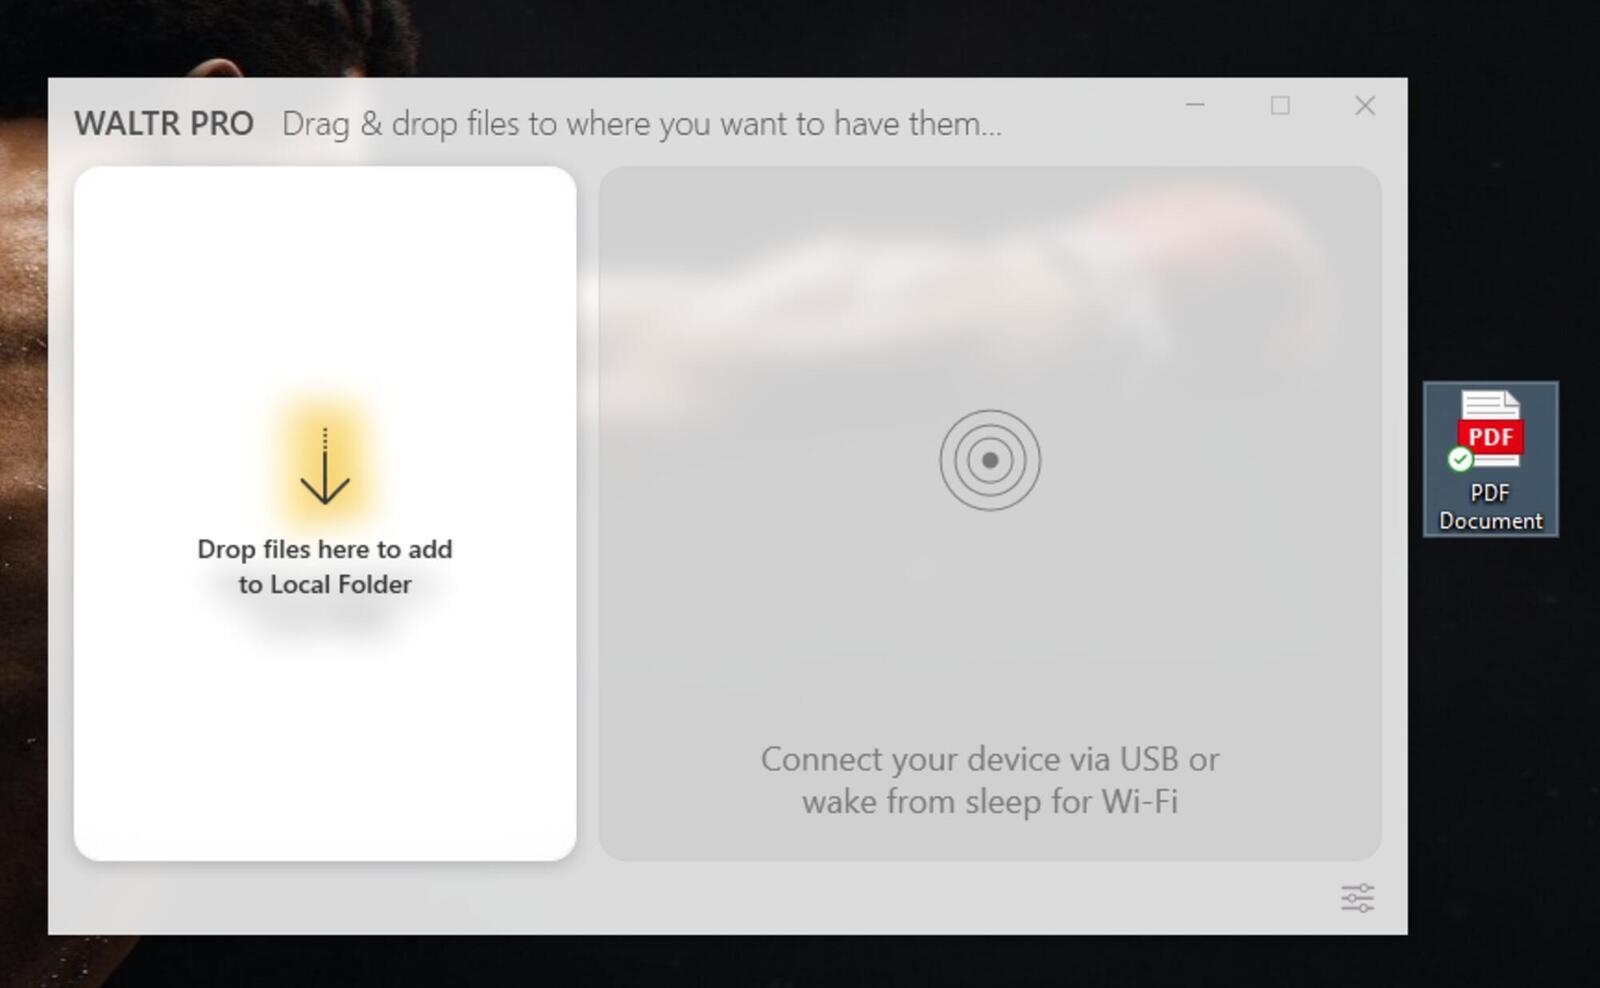 WALTR PRO Drag & drop files to where you want to have them...
Drop files here to add
to Local Folder
Connect your device via USB or
wake from sleep for Wi-Fi
PDF
PDF
Document